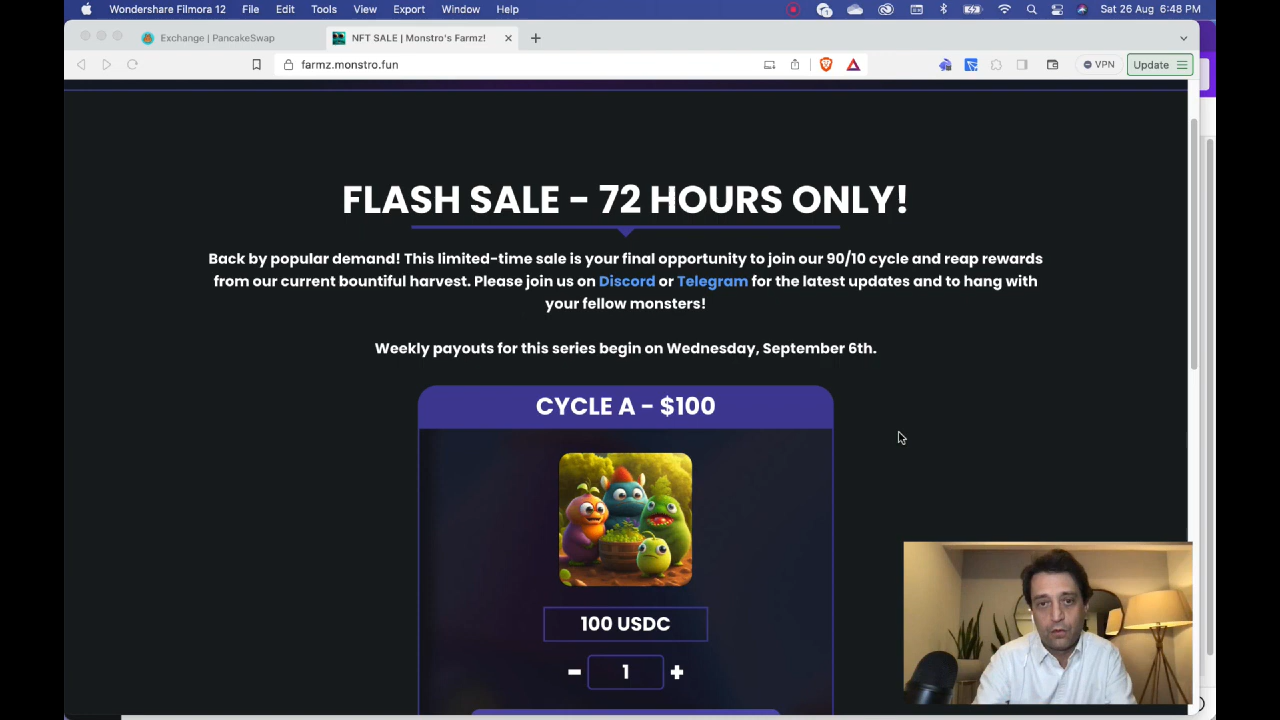 Wondershare Filmora 12 File Edit Tools View Export Window Help 1 Sat 26 Aug 6:48 PM
Exchange | PancakeSwap NFT SALE | Monstro's Farmz!
farmz.monstro.fun VPN Update
FLASH SALE - 72 HOURS ONLY!
Back by popular demand! This limited-time sale is your final opportunity to join our 90/10 cycle and reap rewards
from our current bountiful harvest. Please join us on Discord or Telegram for the latest updates and to hang with
your fellow monsters!
Weekly payouts for this series begin on Wednesday, September 6th.
CYCLE A - $100
100 USDC
- 1 +